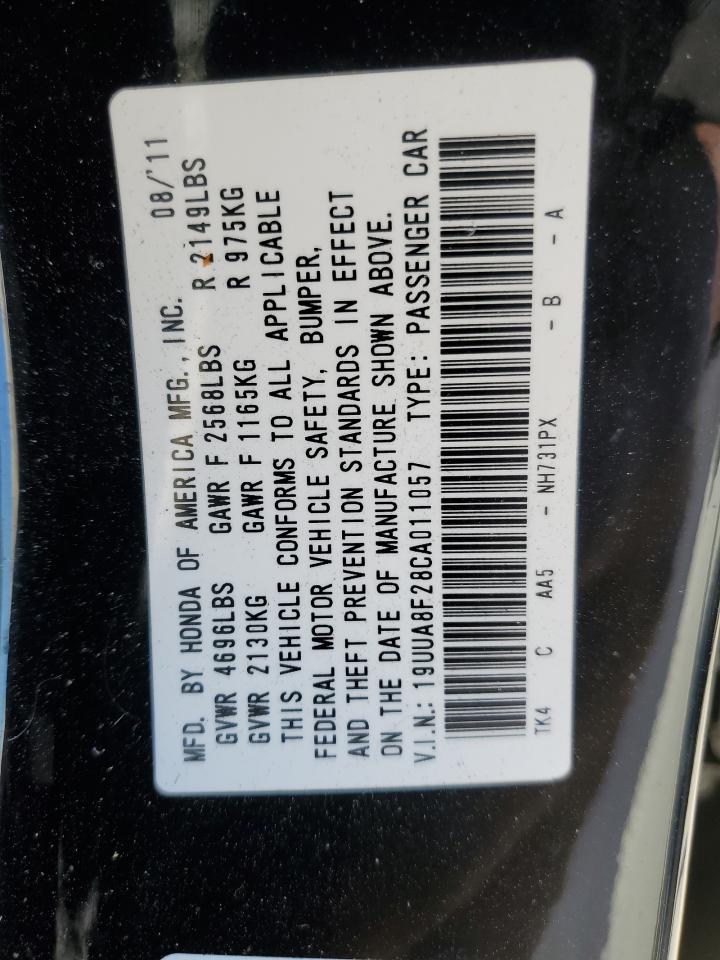 MFD. BY HONDA OF AMERICA MFG., INC. 08/'11
GVWR 4696LBS GAWR F 2568LBS R 2149LBS
GVWR 2130KG GAWR F 1165KG R 975KG
THIS VEHICLE CONFORMS TO ALL APPLICABLE
FEDERAL MOTOR VEHICLE SAFETY, BUMPER,
AND THEFT PREVENTION STANDARDS IN EFFECT
ON THE DATE OF MANUFACTURE SHOWN ABOVE.
V.I.N.: 19UUA8F28CA011057 TYPE: PASSENGER CAR
TK4 C AA5 - NH731PX - B - A